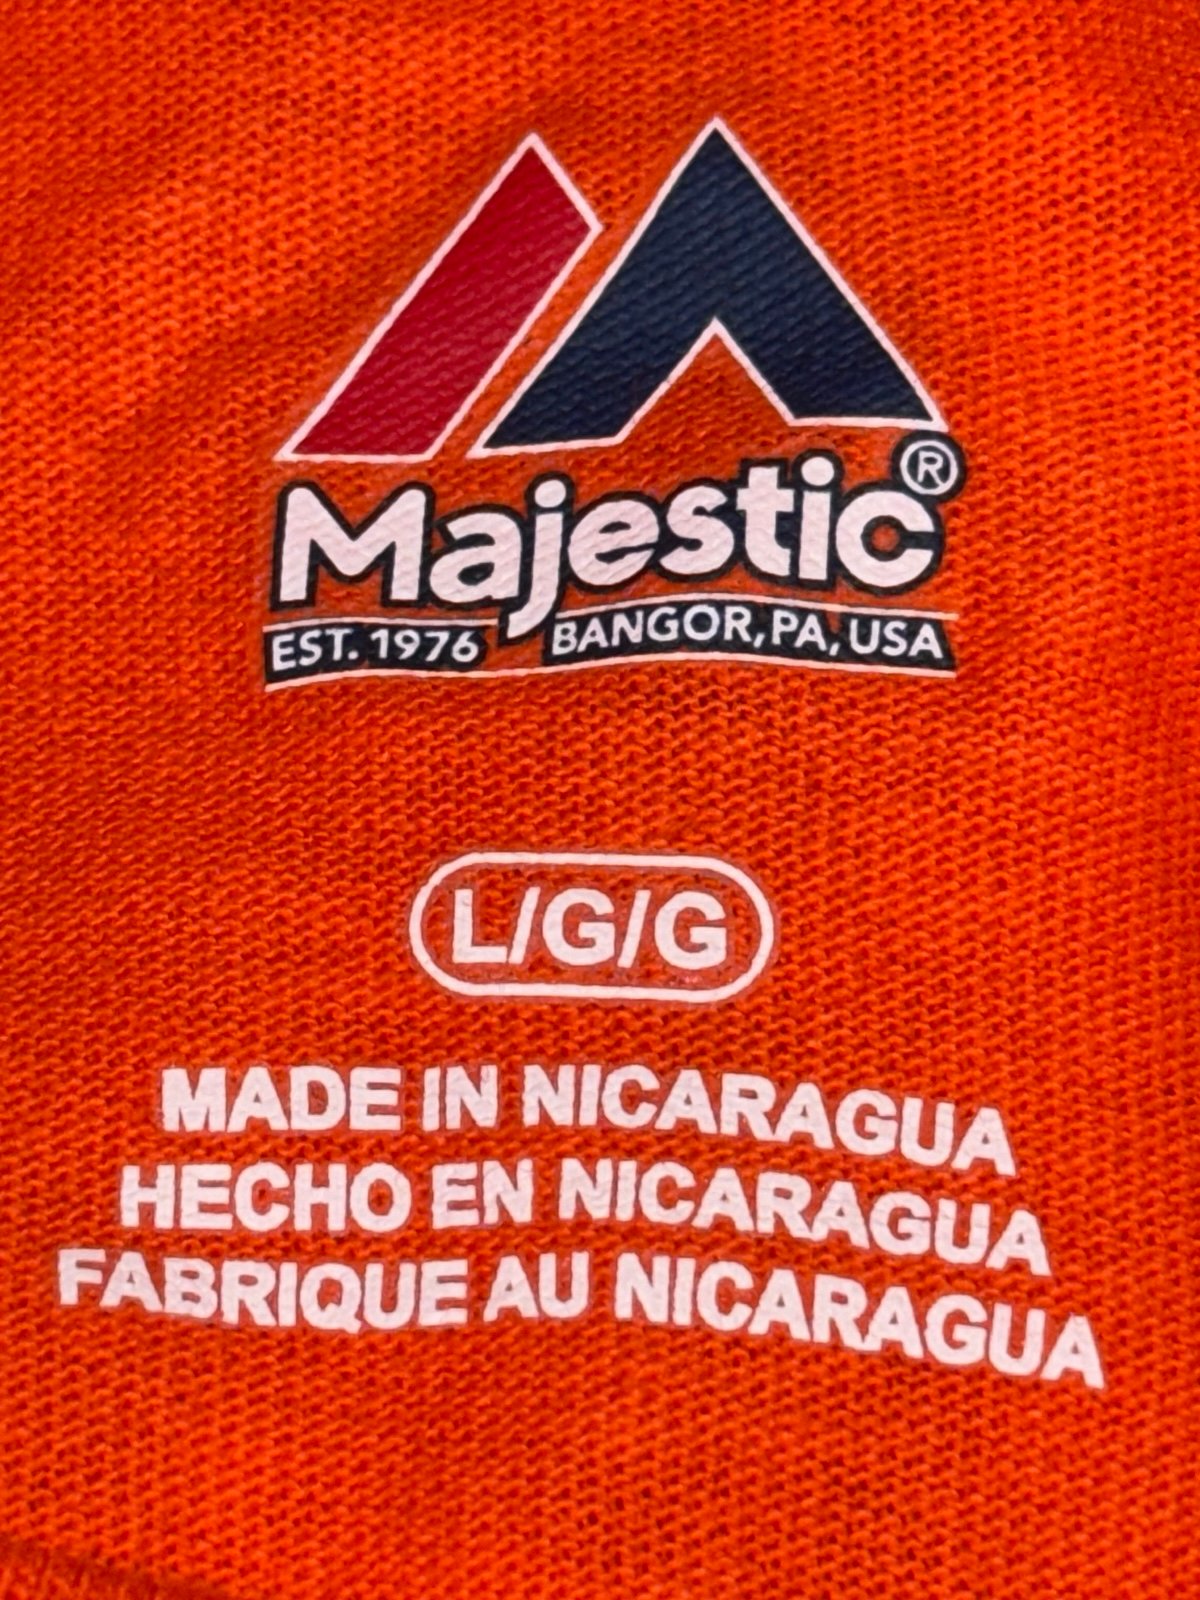 Majestic®
EST. 1976 BANGOR, PA, USA
L/G/G
MADE IN NICARAGUA
HECHO EN NICARAGUA
FABRIQUE AU NICARAGUA